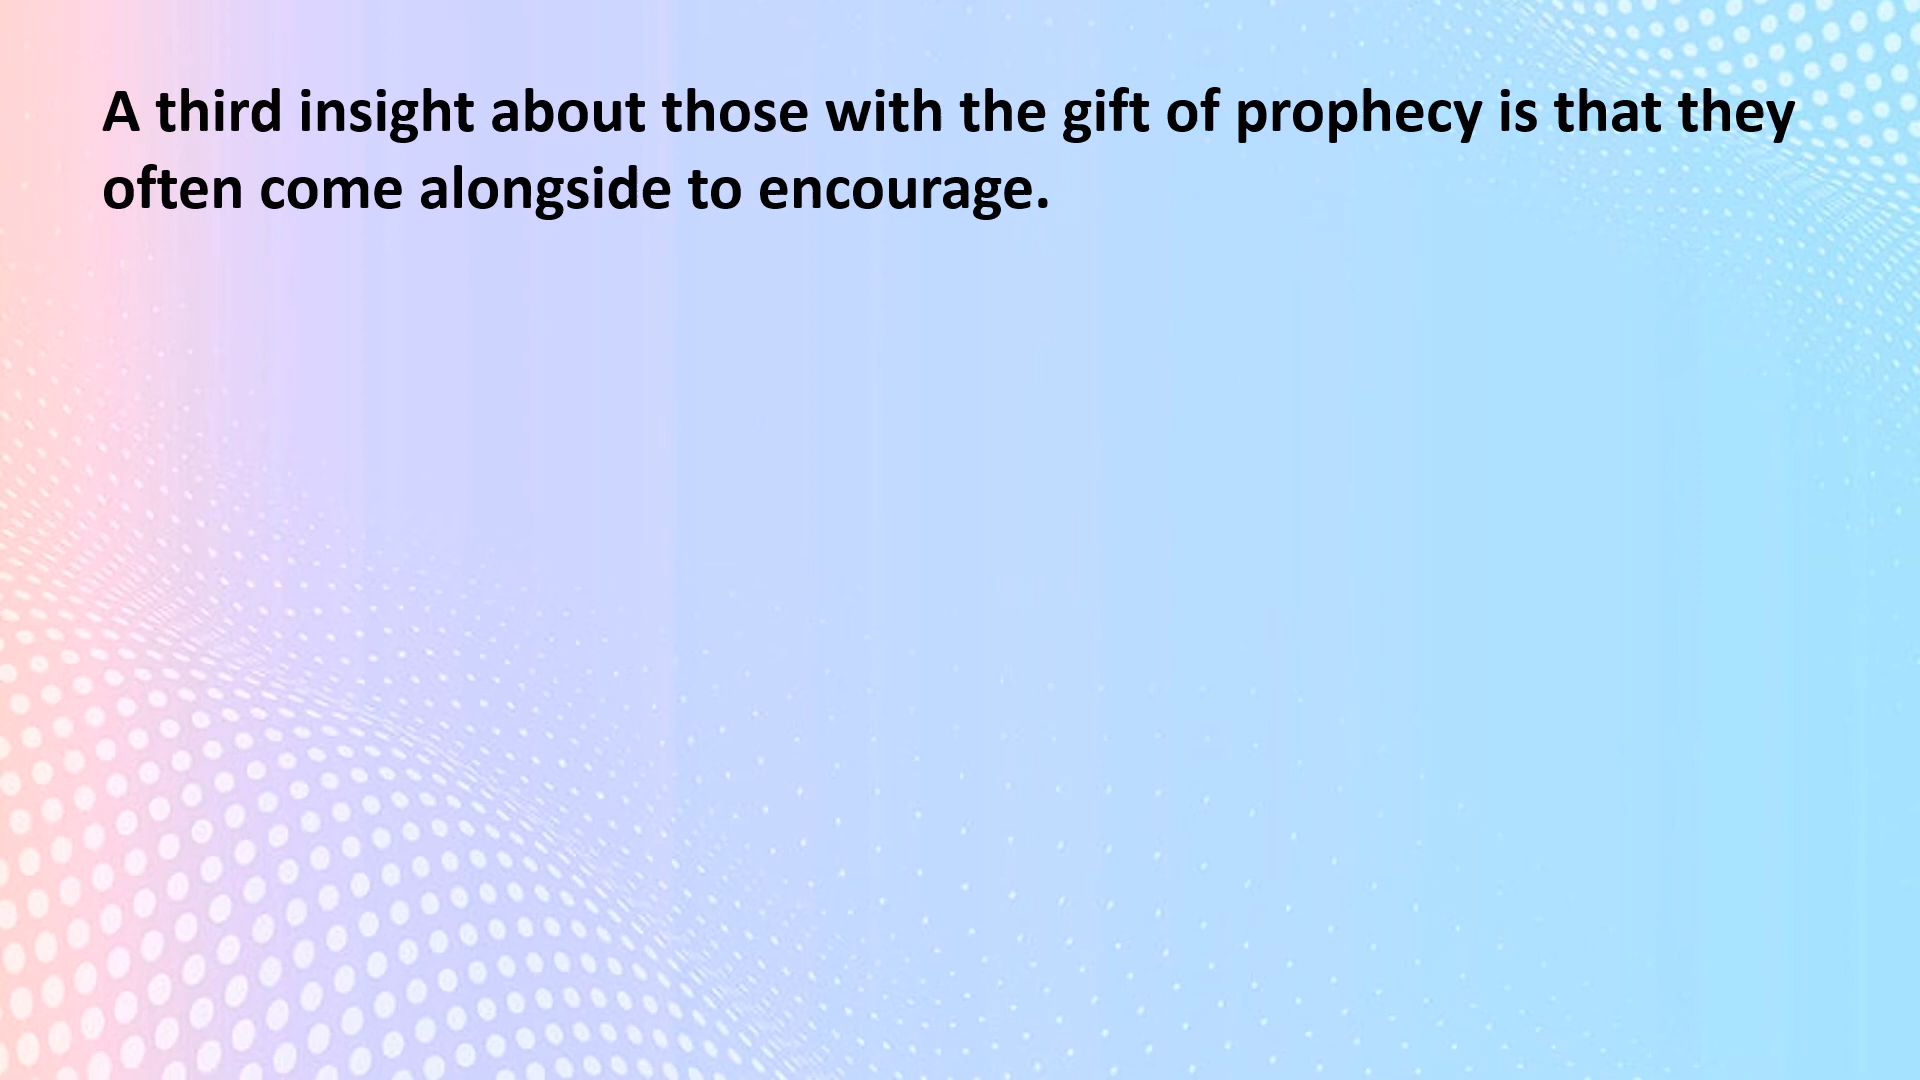 A third insight about those with the gift of prophecy is that they
often come alongside to encourage.